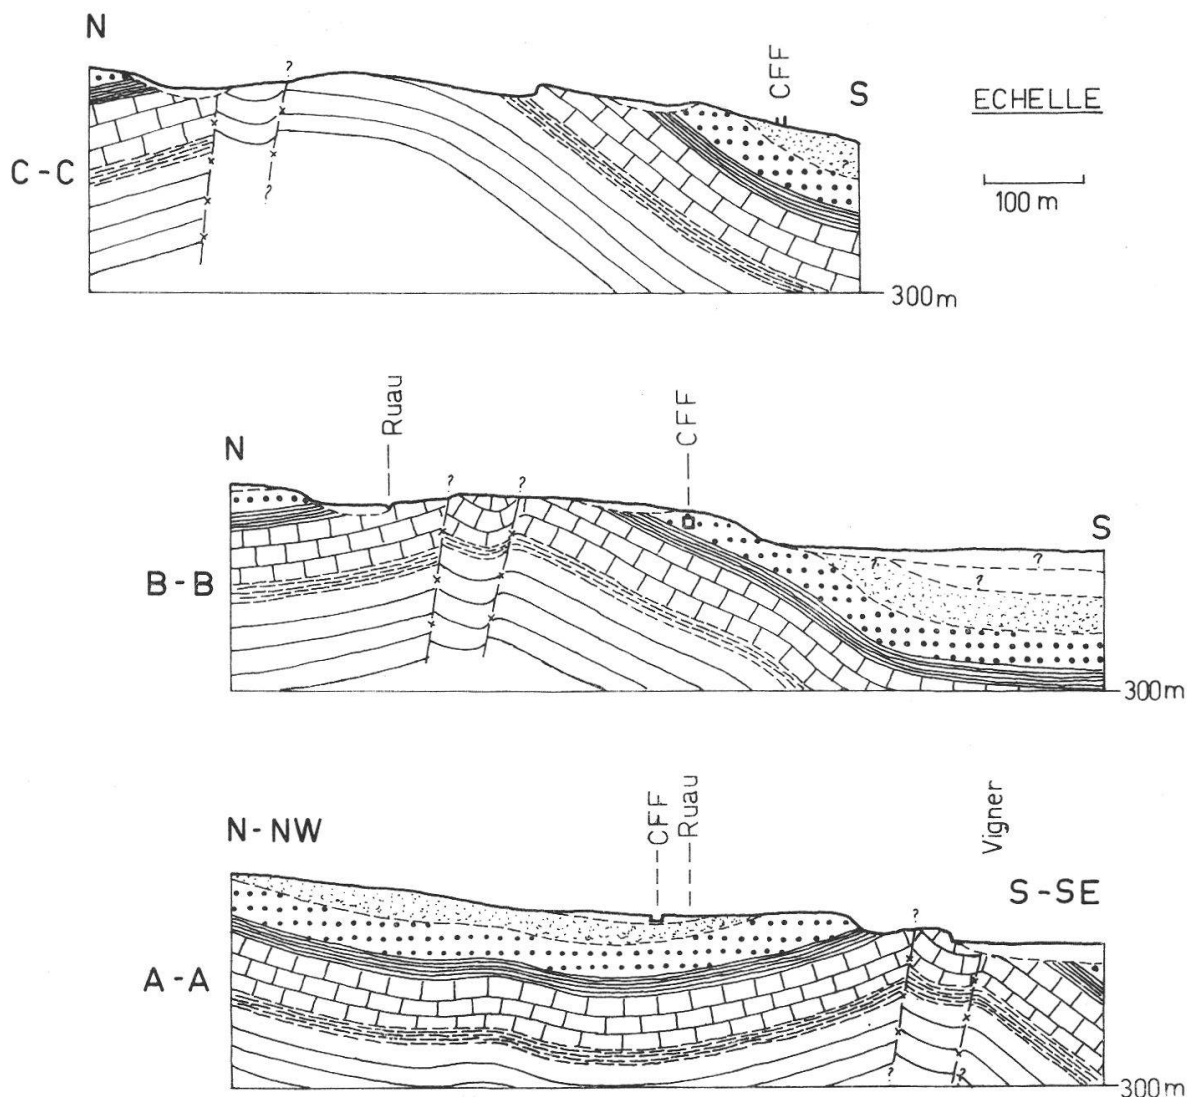 N
CFF
S
ECHELLE
C-C
100 m
300m
Ruau
CFF
N
S
B-B
300m
CFF
Ruau
Vigner
N-NW
S-SE
A-A
300m
?
?
?
?
?
?
?
?
?
?
?